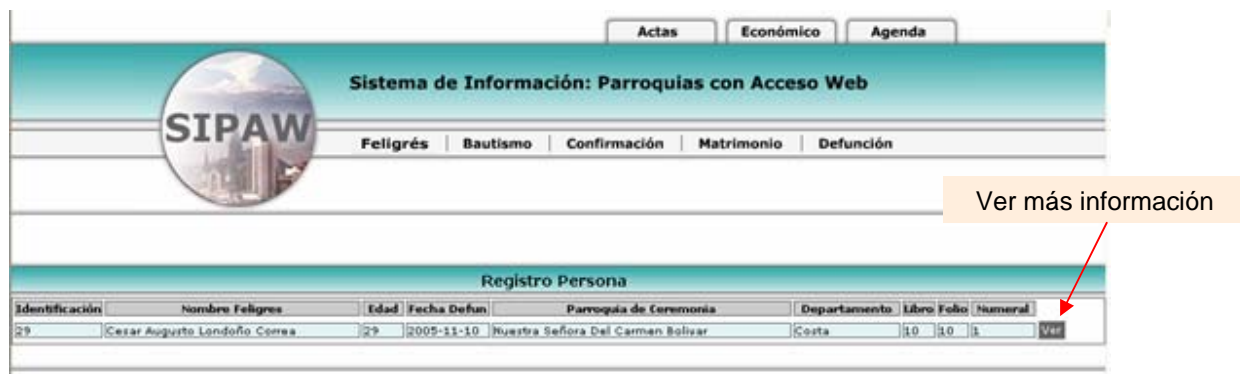 Actas Económico Agenda
Sistema de Información: Parroquias con Acceso Web
SIPAW
Feligrés | Bautismo | Confirmación | Matrimonio | Defunción
Ver más información
Registro Persona
Identificación Nombre Feligres Edad Fecha Defun Parroquia de Ceremonia Departamento Libro Folio Numeral
29 Cesar Augusto Londoño Correa 29 2005-11-10 Nuestra Señora Del Carmen Bolivar Costa 10 10 1 Ver